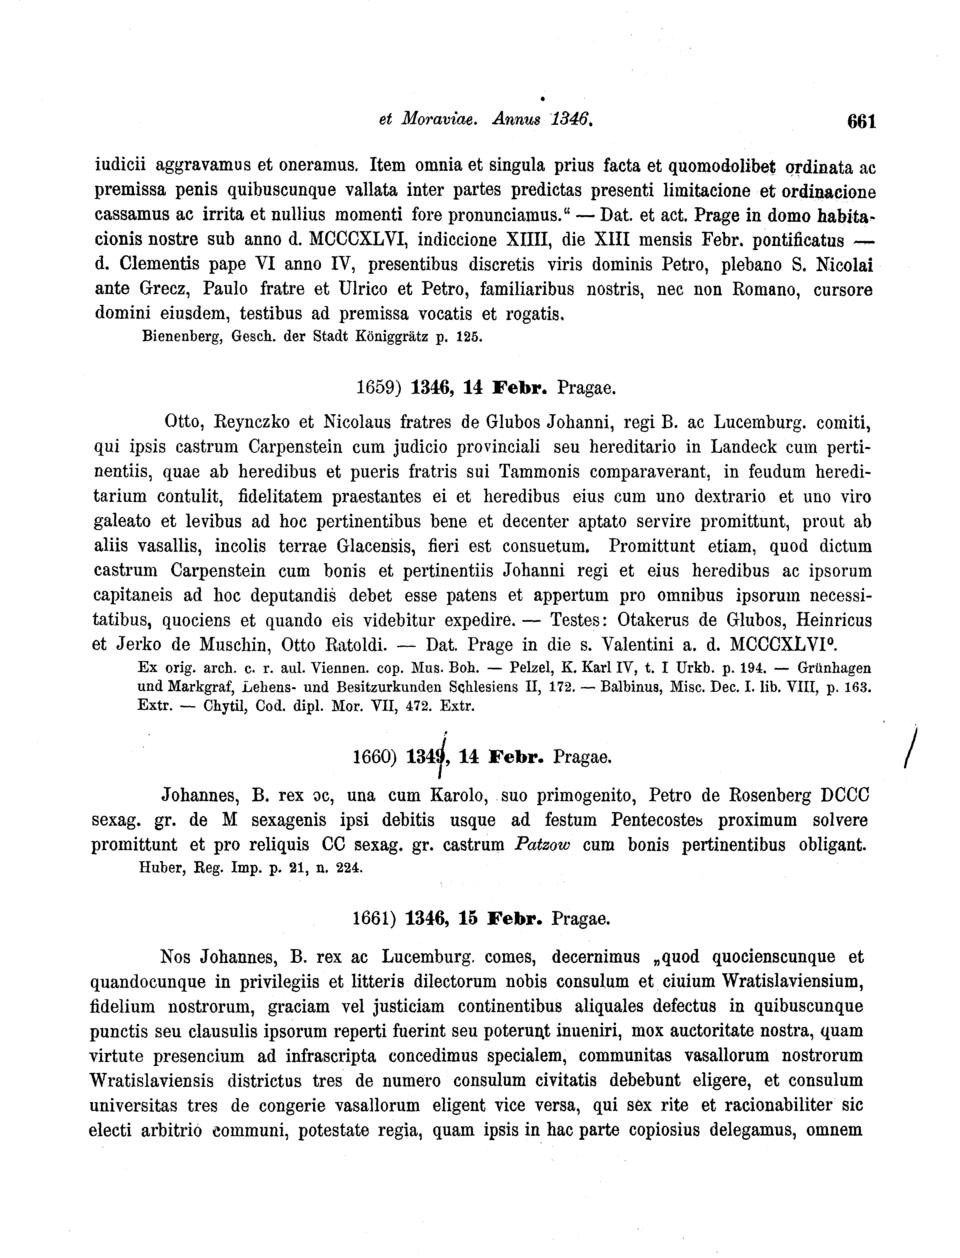 et Moraviae. Annus 1346. 661
iudicii aggravamus et oneramus. Item omnia et singula prius facta et quomodolibet ordinata ac
premissa penis quibuscunque vallata inter partes predictas presenti limitacione et ordinacione
cassamus ac irrita et nullius momenti fore pronunciamus.“ — Dat. et act. Prage in domo habita-
cionis nostre sub anno d. MCCCXLVI, indiccione XIIII, die XIII mensis Febr. pontificatus —
d. Clementis pape VI anno IV, presentibus discretis viris dominis Petro, plebano S. Nicolai
ante Grecz, Paulo fratre et Ulrico et Petro, familiaribus nostris, nec non Romano, cursore
domini eiusdem, testibus ad premissa vocatis et rogatis.
Bienenberg, Gesch. der Stadt Königgrätz p. 125.
1659) 1346, 14 Febr. Pragae.
Otto, Reynczko et Nicolaus fratres de Glubos Johanni, regi B. ac Lucemburg. comiti,
qui ipsis castrum Carpenstein cum judicio provinciali seu hereditario in Landeck cum perti-
nentiis, quae ab heredibus et pueris fratris sui Tammonis comparaverant, in feudum heredi-
tarium contulit, fidelitatem praestantes ei et heredibus eius cum uno dextrario et uno viro
galeato et levibus ad hoc pertinentibus bene et decenter aptato servire promittunt, prout ab
aliis vasallis, incolis terrae Glacensis, fieri est consuetum. Promittunt etiam, quod dictum
castrum Carpenstein cum bonis et pertinentiis Johanni regi et eius heredibus ac ipsorum
capitaneis ad hoc deputandis debet esse patens et appertum pro omnibus ipsorum necessi-
tatibus, quociens et quando eis videbitur expedire. — Testes: Otakerus de Glubos, Heinricus
et Jerko de Muschin, Otto Ratoldi. — Dat. Prage in die s. Valentini a. d. MCCCXLVI⁰.
Ex orig. arch. c. r. aul. Viennen. cop. Mus. Boh. — Pelzel, K. Karl IV, t. I Urkb. p. 194. — Grünhagen
und Markgraf, Lehens- und Besitzurkunden Schlesiens II, 172. — Balbinus, Misc. Dec. I. lib. VIII, p. 163.
Extr. — Chytil, Cod. dipl. Mor. VII, 472. Extr.
1660) 1349, 14 Febr. Pragae.
Johannes, B. rex ac, una cum Karolo, suo primogenito, Petro de Rosenberg DCCC
sexag. gr. de M sexagenis ipsi debitis usque ad festum Pentecostes proximum solvere
promittunt et pro reliquis CC sexag. gr. castrum Patzow cum bonis pertinentibus obligant.
Huber, Reg. Imp. p. 21, n. 224.
1661) 1346, 15 Febr. Pragae.
Nos Johannes, B. rex ac Lucemburg. comes, decernimus „quod quocienscunque et
quandocunque in privilegiis et litteris dilectorum nobis consulum et ciuium Wratislaviensium,
fidelium nostrorum, graciam vel justiciam continentibus aliquales defectus in quibuscunque
punctis seu clausulis ipsorum reperti fuerint seu poterunt inueniri, mox auctoritate nostra, quam
virtute presencium ad infrascripta concedimus specialem, communitas vasallorum nostrorum
Wratislaviensis districtus tres de numero consulum civitatis debebunt eligere, et consulum
universitas tres de congerie vasallorum eligent vice versa, qui sex rite et racionabiliter sic
electi arbitrio communi, potestate regia, quam ipsis in hac parte copiosius delegamus, omnem